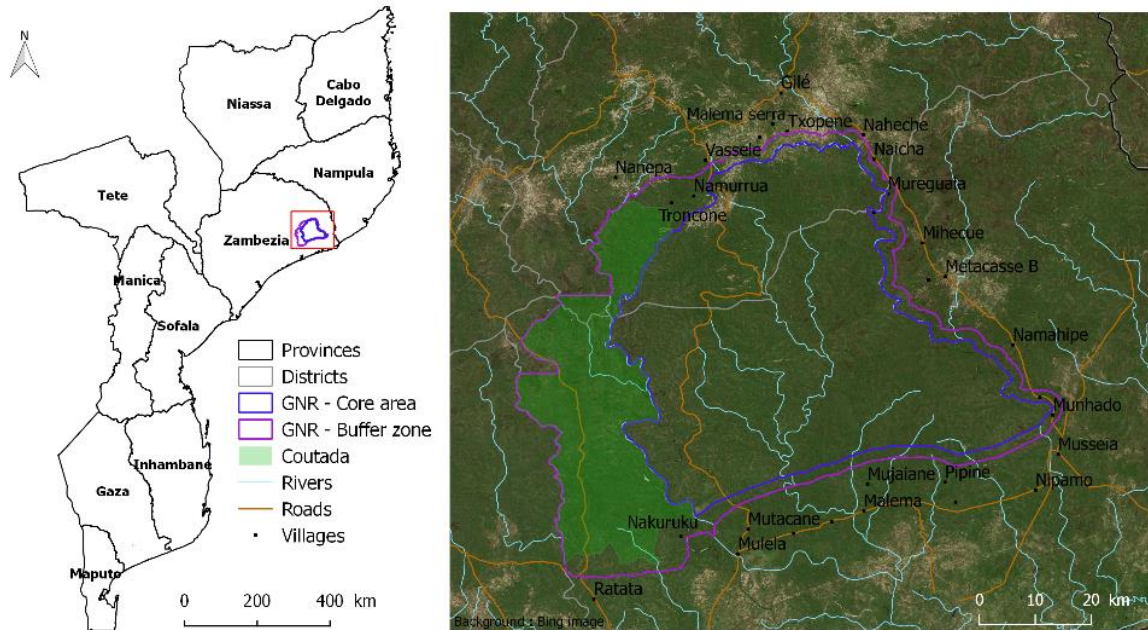 N
Niassa
Cabo
Delgado
Nampula
Tete
Zambezia
Manica
Sofala
Inhambane
Gaza
Maputo
Provinces
Districts
GNR - Core area
GNR - Buffer zone
Coutada
Rivers
Roads
Villages
0 200 400 km
Gilé
Malema serra
Txopene
Naheche
Vassele
Naicha
Nanepa
Namurrua
Mureguala
Troncone
Mihecue
Metacasse B
Namahipe
Munhado
Musseia
Mujaiane
Pipine
Nipamo
Malema
Nakuruku
Mutacane
Mulela
Ratata
0 10 20 km
Background : Bing image